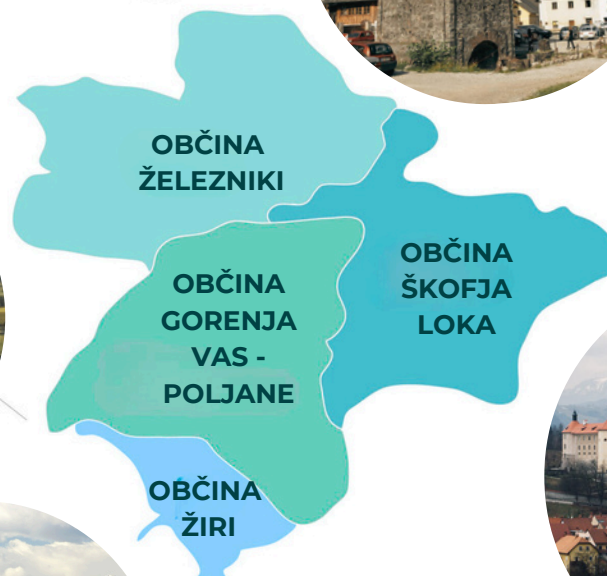 OBČINA
ŽELEZNIKI
OBČINA
ŠKOFJA
LOKA
OBČINA
GORENJA
VAS -
POLJANE
OBČINA
ŽIRI